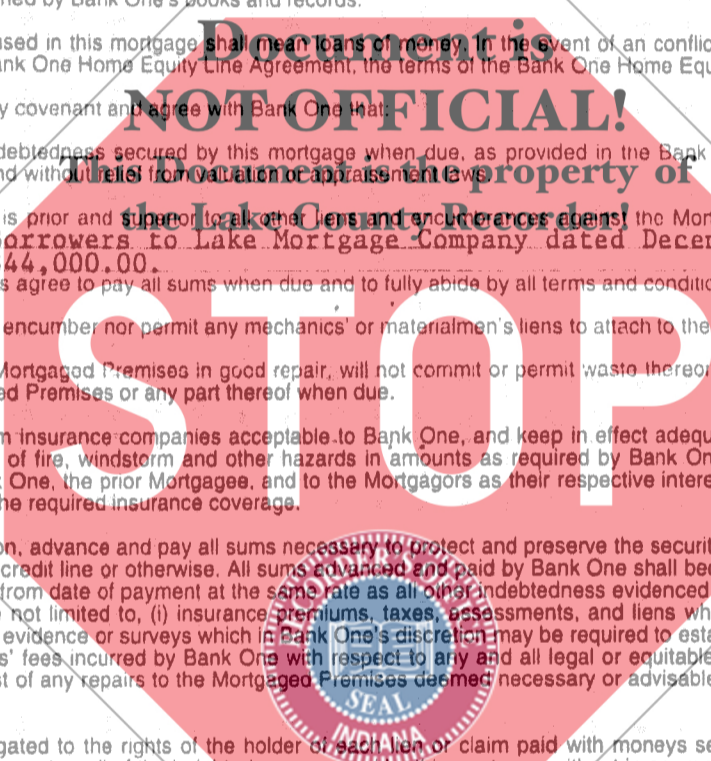 ned by Bank One's books and records.
Document is
used in this mortgage shall mean loans of money. In the event of an conflic
ank One Home Equity Line Agreement, the terms of the Bank One Home Equ
NOT OFFICIAL!
y covenant and agree with Bank One that:
debtedness secured by this mortgage when due, as provided in the Bank
This Document is the property of
nd without relief from valuation or appraisement laws.
the Lake County Recorder!
is prior and superior to all other liens and encumbrances against the Mor
orrowers to Lake Mortgage Company dated Decem
44,000.00.
s agree to pay all sums when due and to fully abide by all terms and conditio
STOP
encumber nor permit any mechanics' or materialmen's liens to attach to the
Mortgaged Premises in good repair, will not commit or permit waste thereon
ed Premises or any part thereof when due.
m insurance companies acceptable to Bank One, and keep in effect adequ
of fire, windstorm and other hazards in amounts as required by Bank On
One, the prior Mortgagee, and to the Mortgagors as their respective intere
he required insurance coverage.
on, advance and pay all sums necessary to protect and preserve the securit
credit line or otherwise. All sums advanced and paid by Bank One shall bec
from date of payment at the same rate as all other indebtedness evidenced
not limited to, (i) insurance premiums, taxes, assessments, and liens wh
evidence or surveys which in Bank One's discretion may be required to esta
s' fees incurred by Bank One with respect to any and all legal or equitable
st of any repairs to the Mortgaged Premises deemed necessary or advisable
RECORDER'S OFFICE
SEAL
INDIANA
gated to the rights of the holder of each lien or claim paid with moneys se